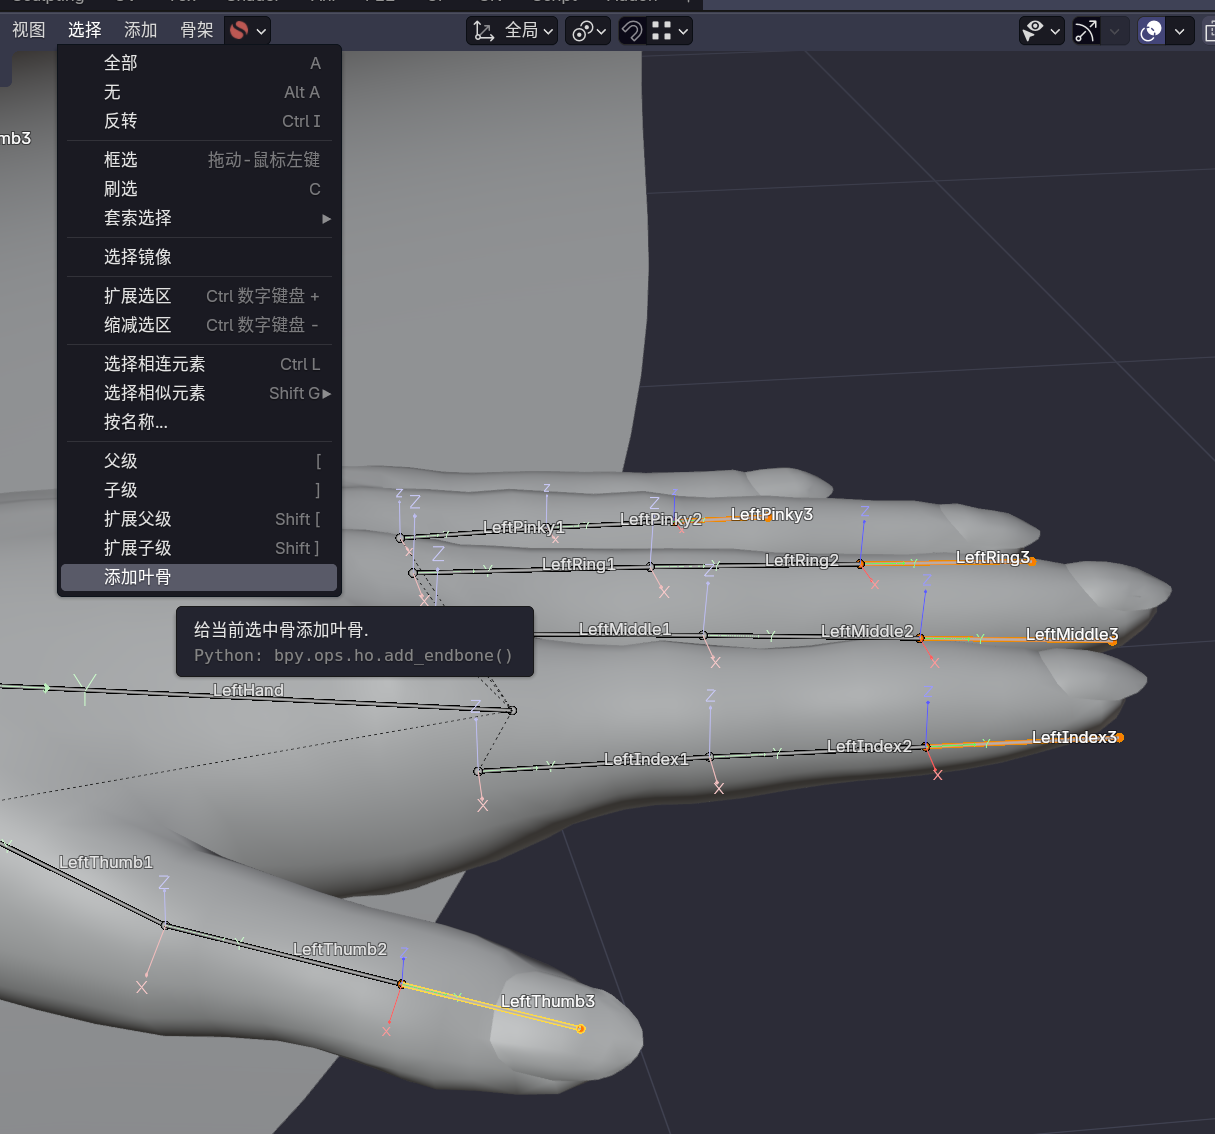 视图 选择 添加 骨架 全局
mb3
全部 A
无 Alt A
反转 Ctrl I
框选 拖动-鼠标左键
刷选 C
套索选择
选择镜像
扩展选区 Ctrl 数字键盘 +
缩减选区 Ctrl 数字键盘 -
选择相连元素 Ctrl L
选择相似元素 Shift G
按名称...
父级 [
子级 ]
扩展父级 Shift [
扩展子级 Shift ]
添加叶骨
给当前选中骨添加叶骨.
Python: bpy.ops.ho.add_endbone()
LeftPinky1 LeftPinky2 LeftPinky3
LeftRing1 LeftRing2 LeftRing3
LeftMiddle1 LeftMiddle2 LeftMiddle3
LeftHand
LeftIndex1 LeftIndex2 LeftIndex3
LeftThumb1
LeftThumb2
LeftThumb3